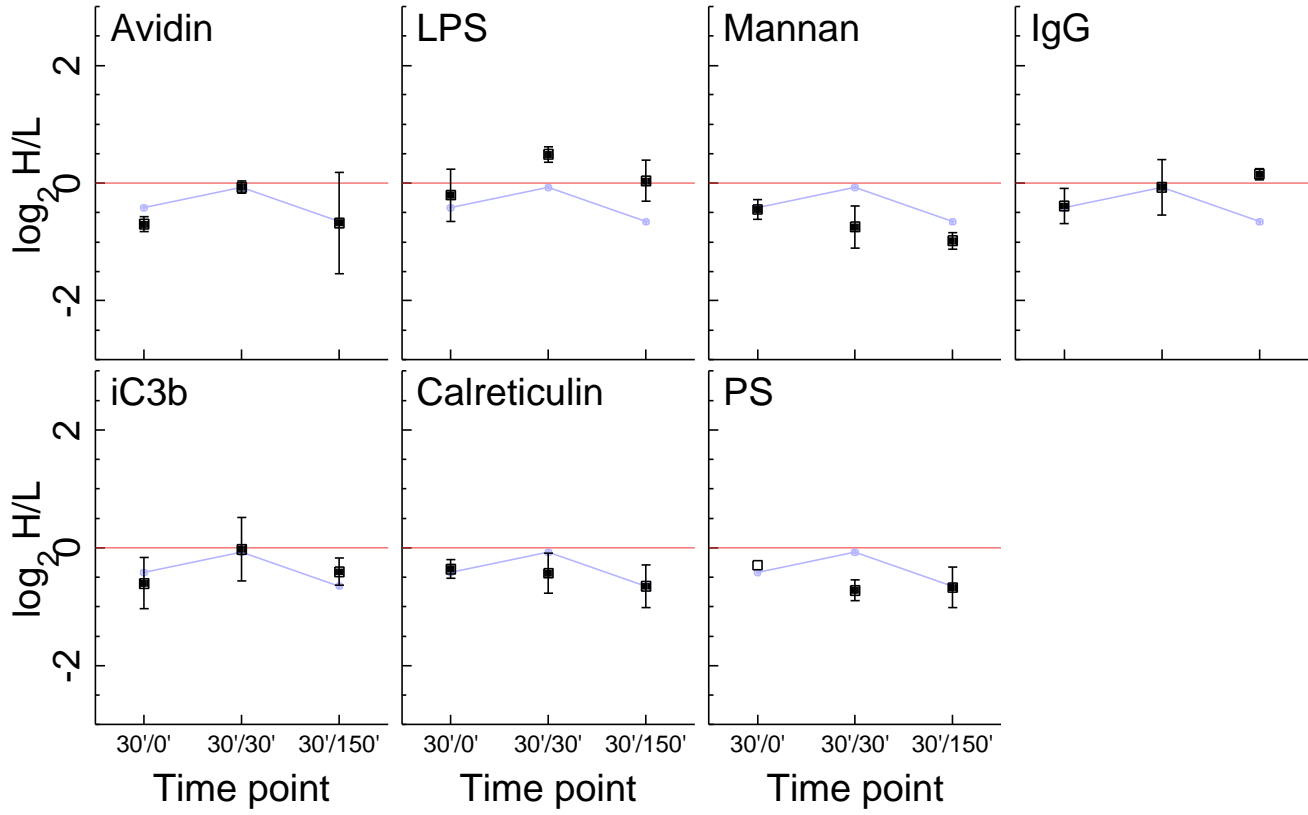 Avidin LPS Mannan IgG
log2 H/L
2
0
-2
iC3b Calreticulin PS
log2 H/L
2
0
-2
30'/0' 30'/30' 30'/150' 30'/0' 30'/30' 30'/150' 30'/0' 30'/30' 30'/150'
Time point Time point Time point